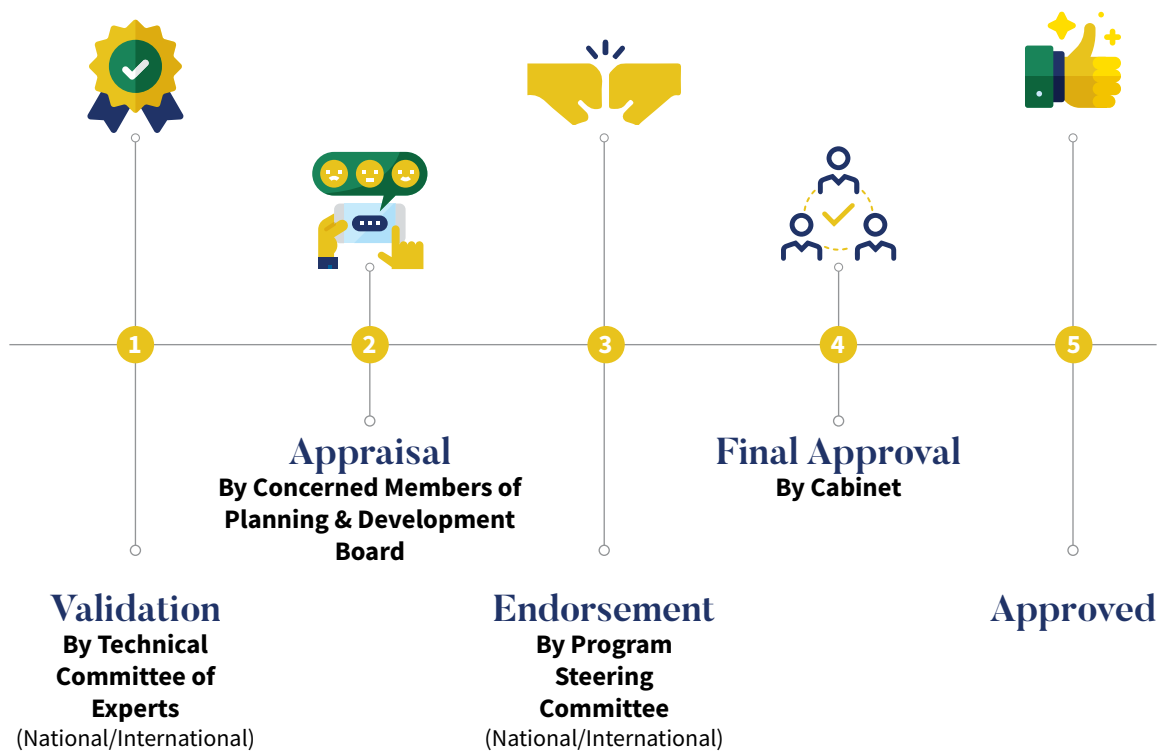 1
2
3
4
5
Appraisal
By Concerned Members of
Planning & Development
Board
Final Approval
By Cabinet
Validation
By Technical
Committee of
Experts
(National/International)
Endorsement
By Program
Steering
Committee
(National/International)
Approved